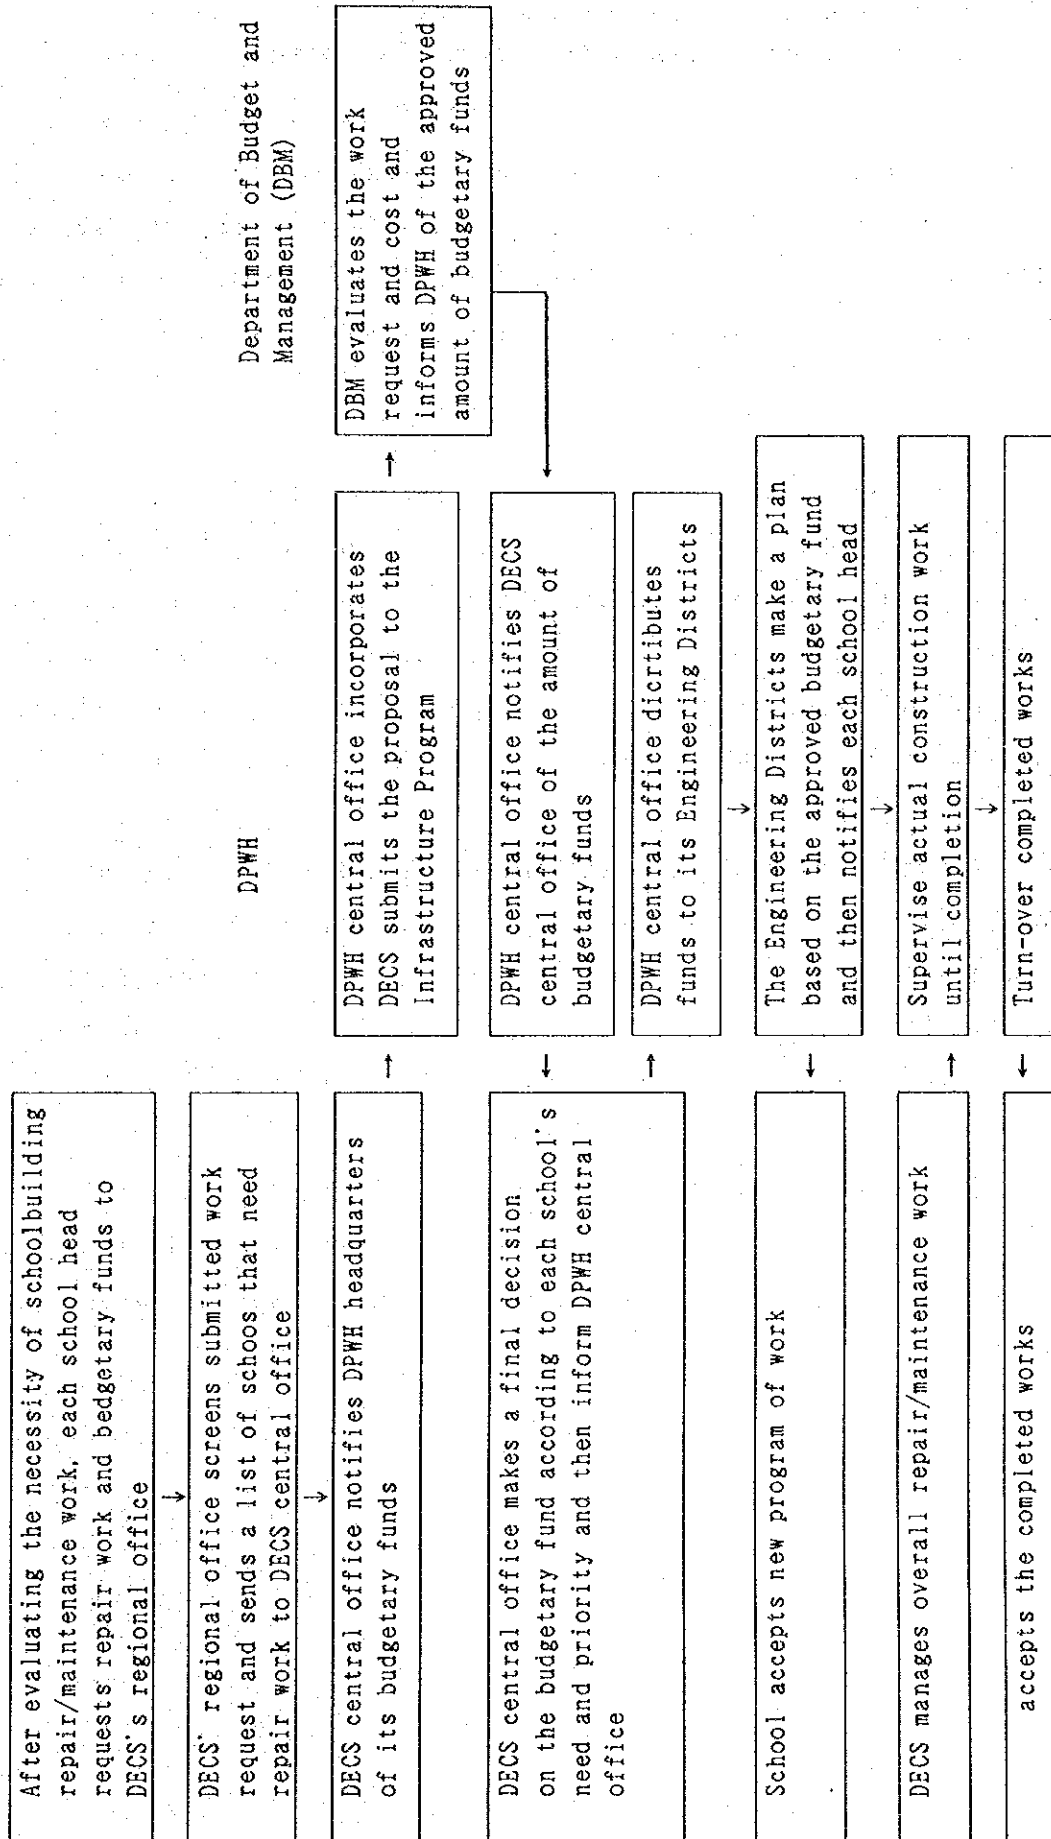 Department of Budget and
Management (DBM)
DPWH
After evaluating the necessity of schoolbuilding
repair/maintenance work, each school head
requests repair work and bedgetary funds to
DECS's regional office
DECS' regional office screens submitted work
request and sends a list of schoos that need
repair work to DECS central office
DECS central office notifies DPWH headquarters
of its budgetary funds
DPWH central office incorporates
DECS submits the proposal to the
Infrastructure Program
DBM evaluates the work
request and cost and
informs DPWH of the approved
amount of budgetary funds
DPWH central office notifies DECS
central office of the amount of
budgetary funds
DECS central office makes a final decision
on the budgetary fund according to each school's
need and priority and then inform DPWH central
office
DPWH central office dicrtibutes
funds to its Engineering Districts
The Engineering Districts make a plan
based on the approved budgetary fund
and then notifies each school head
School accepts new program of work
Supervise actual construction work
until completion
DECS manages overall repair/maintenance work
Turn-over completed works
accepts the completed works